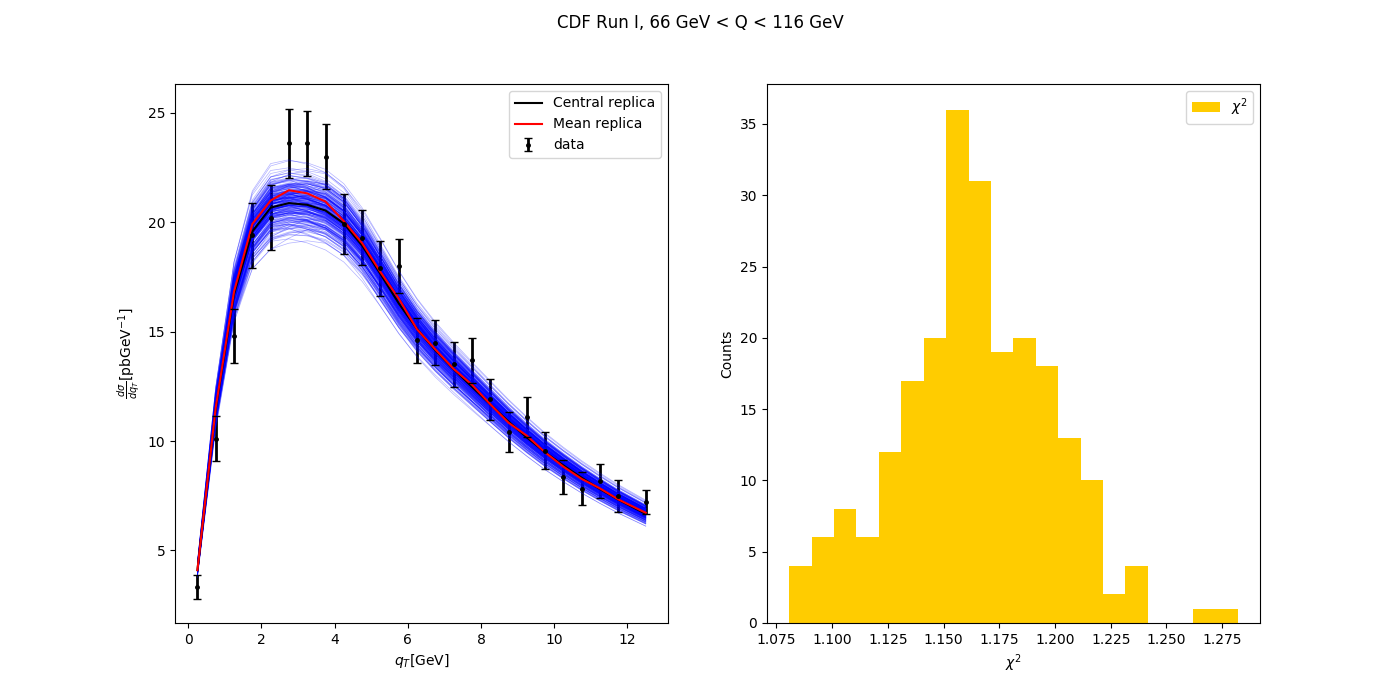 CDF Run I, 66 GeV < Q < 116 GeV
Central replica
Mean replica
data
25
20
15
10
5
0 2 4 6 8 10 12
dσ/dq_T [pbGeV⁻¹]
q_T[GeV]
χ²
35
30
25
20
15
10
5
0
1.075 1.100 1.125 1.150 1.175 1.200 1.225 1.250 1.275
Counts
χ²